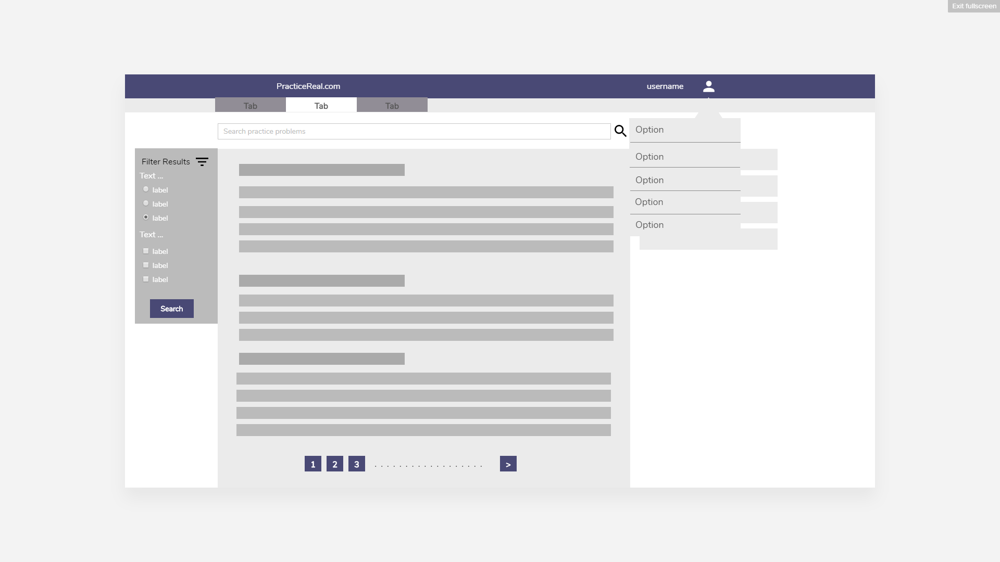 Exit fullscreen
PracticeReal.com
username
Tab
Tab
Tab
Search practice problems
Option
Option
Option
Option
Option
Filter Results
Text ...
label
label
label
Text ...
label
label
label
Search
1
2
3
. . . . . . . . . . . . . . . . . .
>